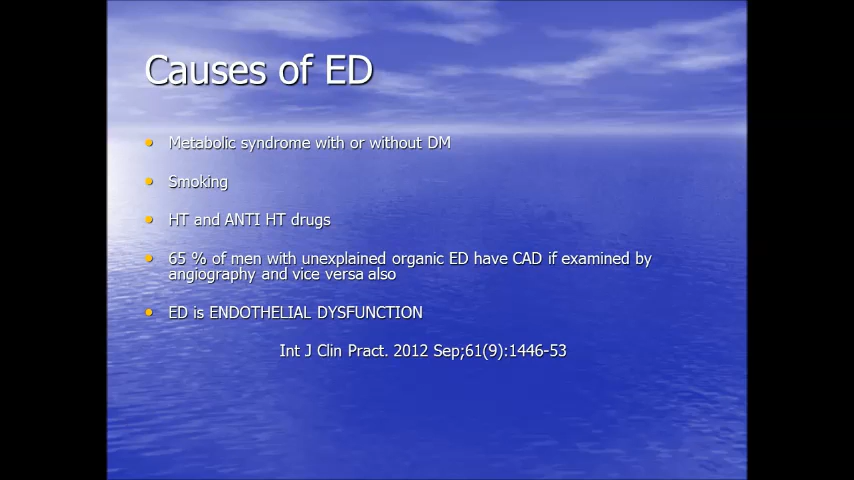 Causes of ED
Metabolic syndrome with or without DM
Smoking
HT and ANTI HT drugs
65 % of men with unexplained organic ED have CAD if examined by
angiography and vice versa also
ED is ENDOTHELIAL DYSFUNCTION
Int J Clin Pract. 2012 Sep;61(9):1446-53